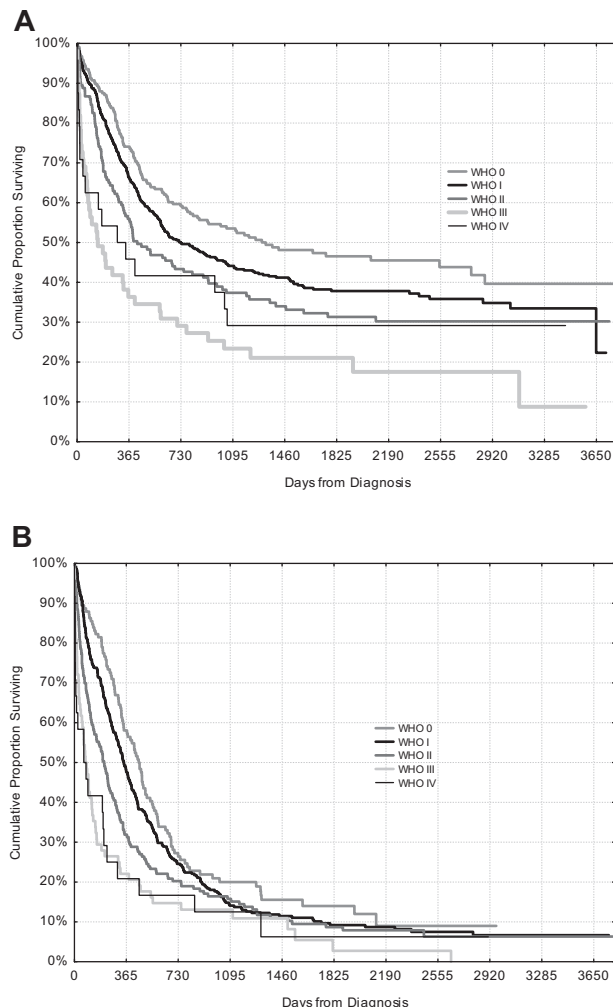 A
100%
90%
80%
70%
60%
50%
40%
30%
20%
10%
0%
Cumulative Proportion Surviving
WHO 0
WHO I
WHO II
WHO III
WHO IV
0 365 730 1095 1460 1825 2190 2555 2920 3285 3650
Days from Diagnosis
B
100%
90%
80%
70%
60%
50%
40%
30%
20%
10%
0%
Cumulative Proportion Surviving
WHO 0
WHO I
WHO II
WHO III
WHO IV
0 365 730 1095 1460 1825 2190 2555 2920 3285 3650
Days from Diagnosis